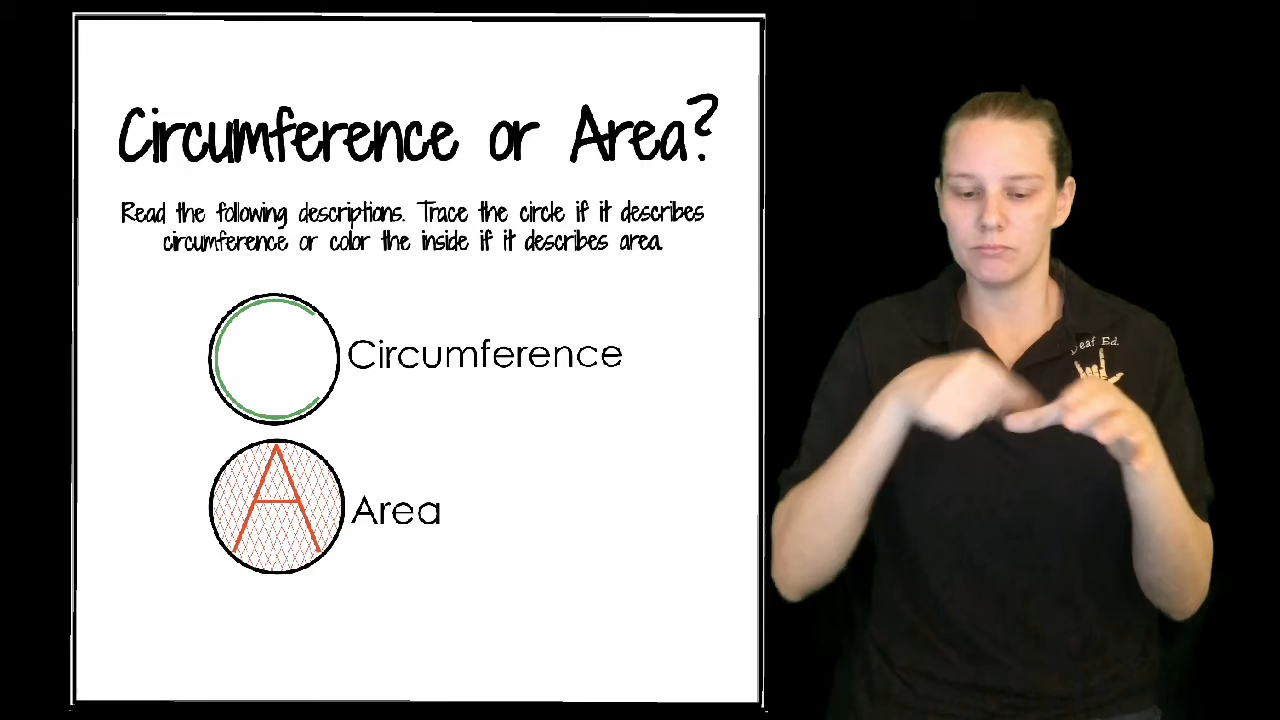 Circumference or Area?
Read the following descriptions. Trace the circle if it describes
circumference or color the inside if it describes area.
Circumference
A
Area
Deaf Ed.